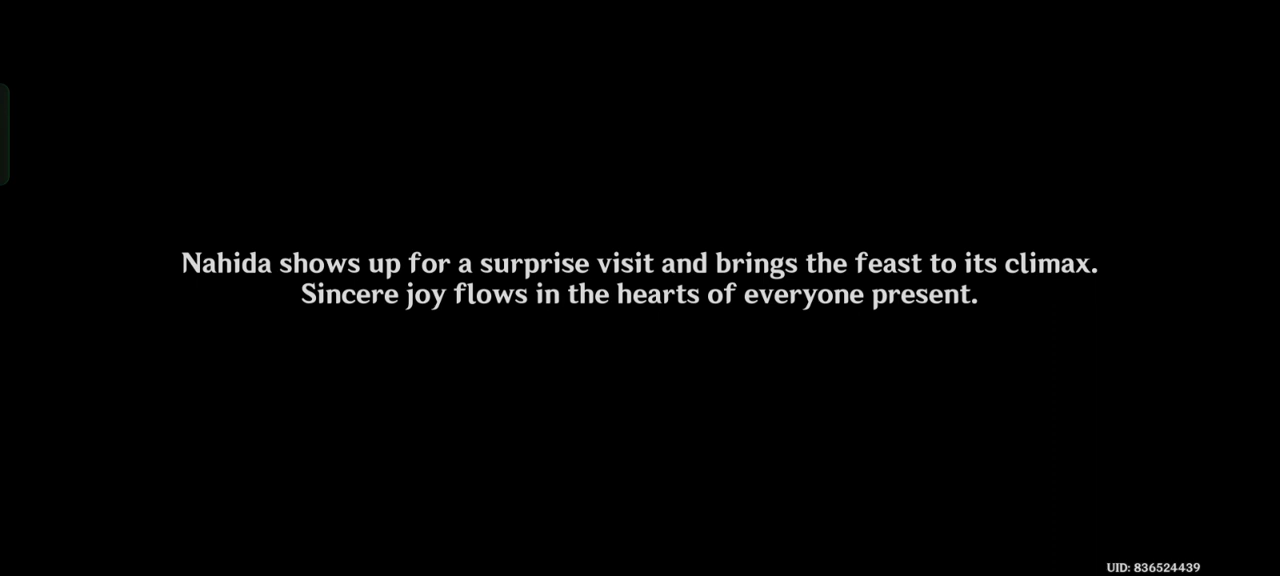 Nahida shows up for a surprise visit and brings the feast to its climax.
Sincere joy flows in the hearts of everyone present.
UID: 836524439